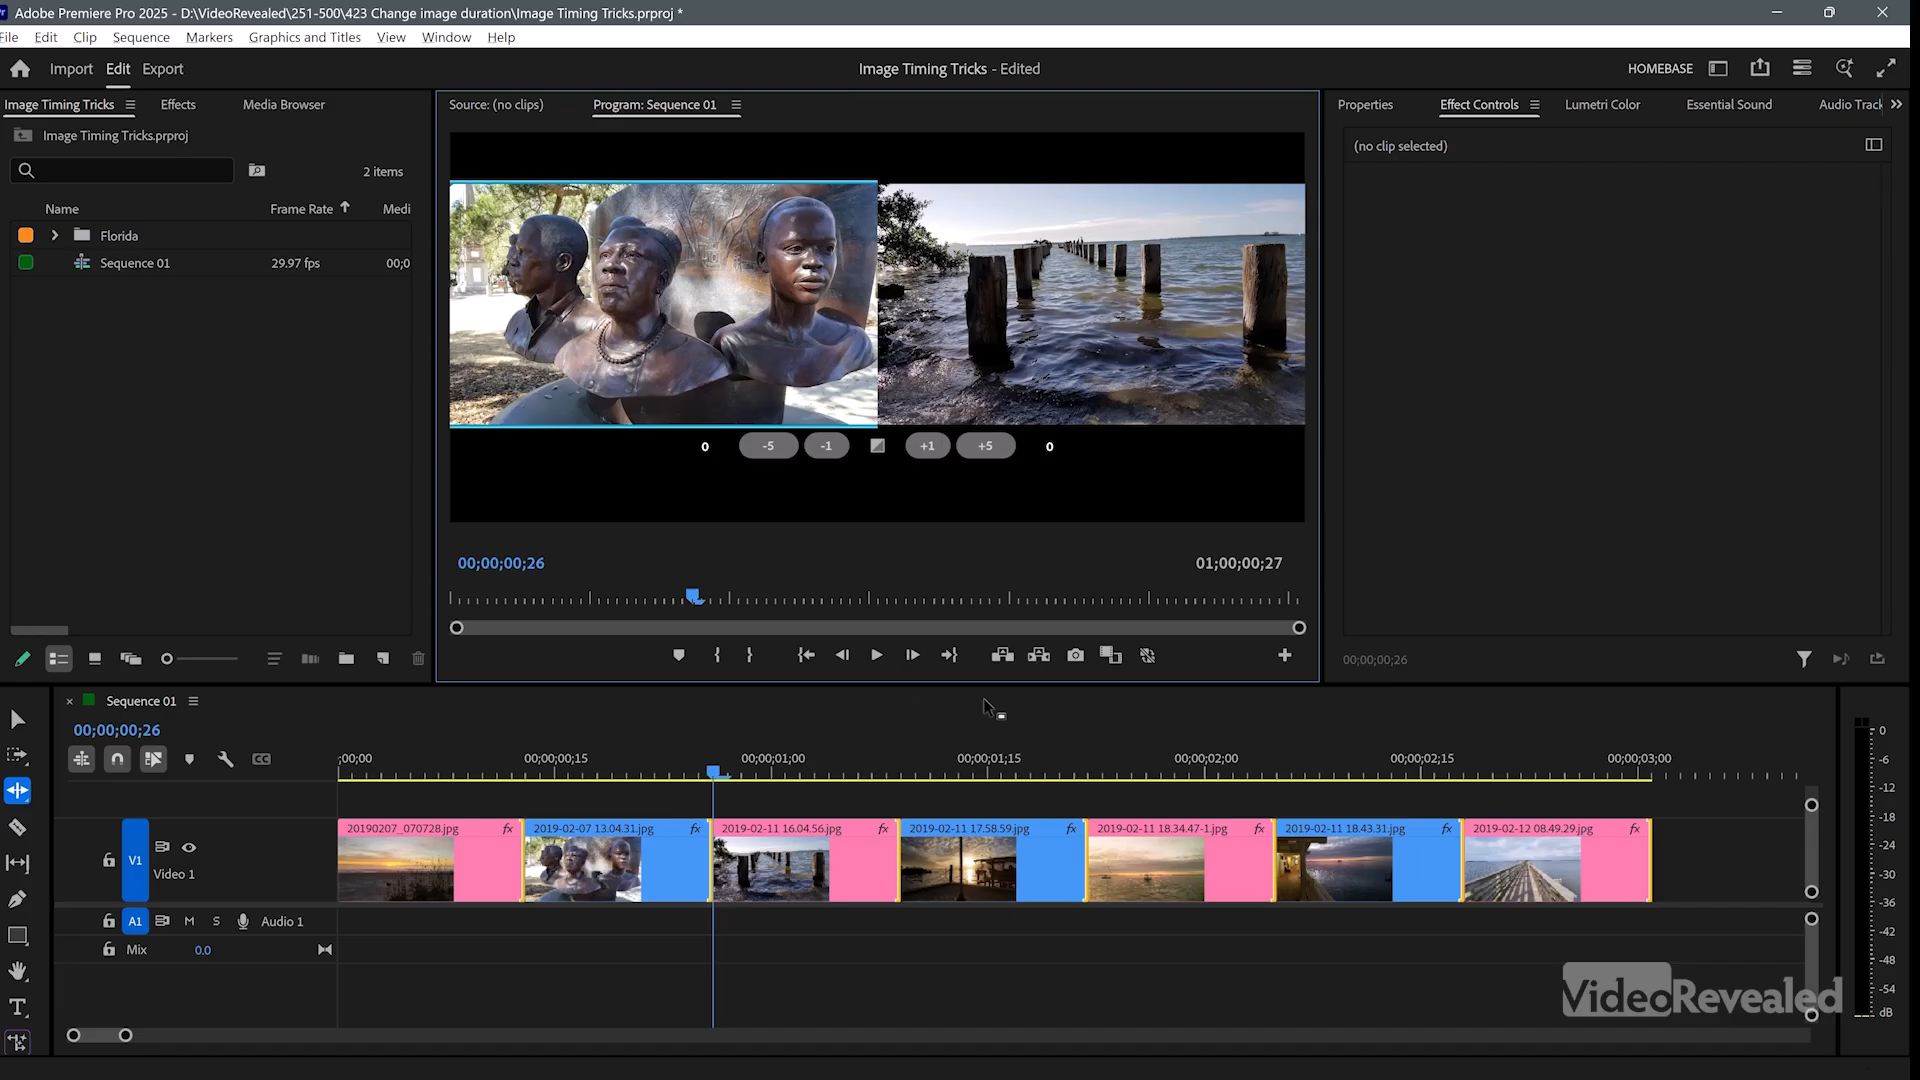 Adobe Premiere Pro 2025 - D:\VideoRevealed\251-500\423 Change image duration\Image Timing Tricks.prproj *
File Edit Clip Sequence Markers Graphics and Titles View Window Help
Import Edit Export
Image Timing Tricks - Edited
HOMEBASE
Image Timing Tricks Effects Media Browser
Image Timing Tricks.prproj
2 items
Name Frame Rate Medi
Florida
Sequence 01 29.97 fps 00;0
Source: (no clips) Program: Sequence 01
0 -5 -1 +1 +5 0
00;00;00;26 01;00;00;27
Properties Effect Controls Lumetri Color Essential Sound Audio Track
(no clip selected)
00;00;00;26
× Sequence 01
00;00;00;26
;00;00 00;00;00;15 00;00;01;00 00;00;01;15 00;00;02;00 00;00;02;15 00;00;03;00
CC
20190207_070728.jpg fx 2019-02-07 13.04.31.jpg fx 2019-02-11 16.04.56.jpg fx 2019-02-11 17.58.59.jpg fx 2019-02-11 18.34.47-1.jpg fx 2019-02-11 18.43.31.jpg fx 2019-02-12 08.49.29.jpg fx
V1
Video 1
A1 M S Audio 1
Mix 0.0
0
-6
-12
-18
-24
-30
-36
-42
-48
-54
dB
VideoRevealed